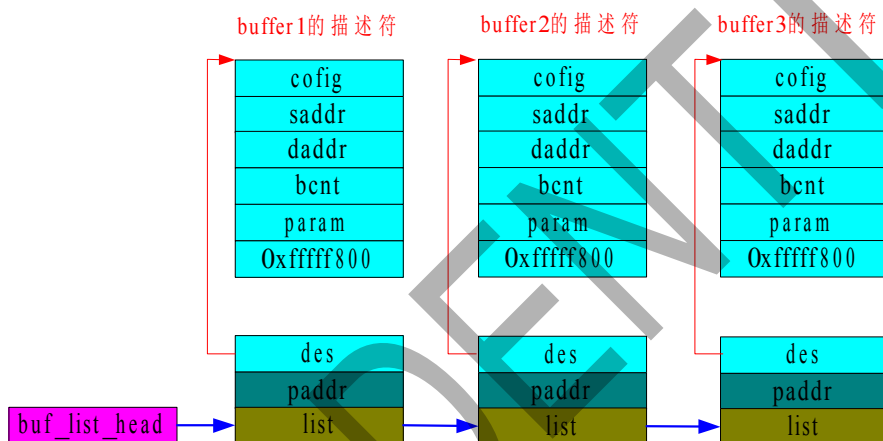 buffer1的描述符 buffer2的描述符 buffer3的描述符
cofig cofig cofig
saddr saddr saddr
daddr daddr daddr
bcnt bcnt bcnt
param param param
0xfffff800 0xfffff800 0xfffff800
des des des
paddr paddr paddr
buf_list_head list list list